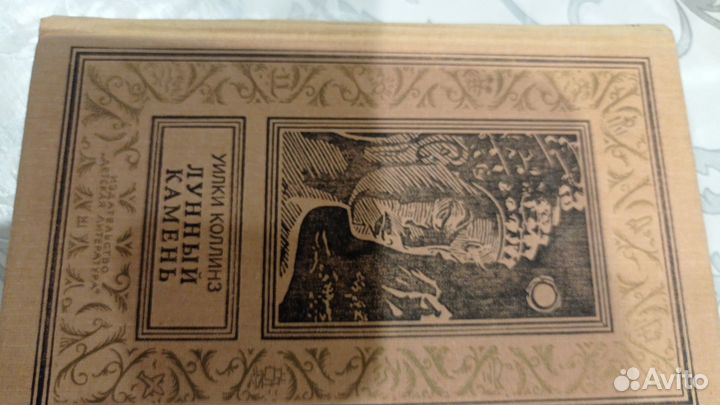 УИЛКИ КОЛЛИНЗ
ЛУННЫЙ
КАМЕНЬ
ИЗДАТЕЛЬСТВО
„ДЕТСКАЯ ЛИТЕРАТУРА“
Avito